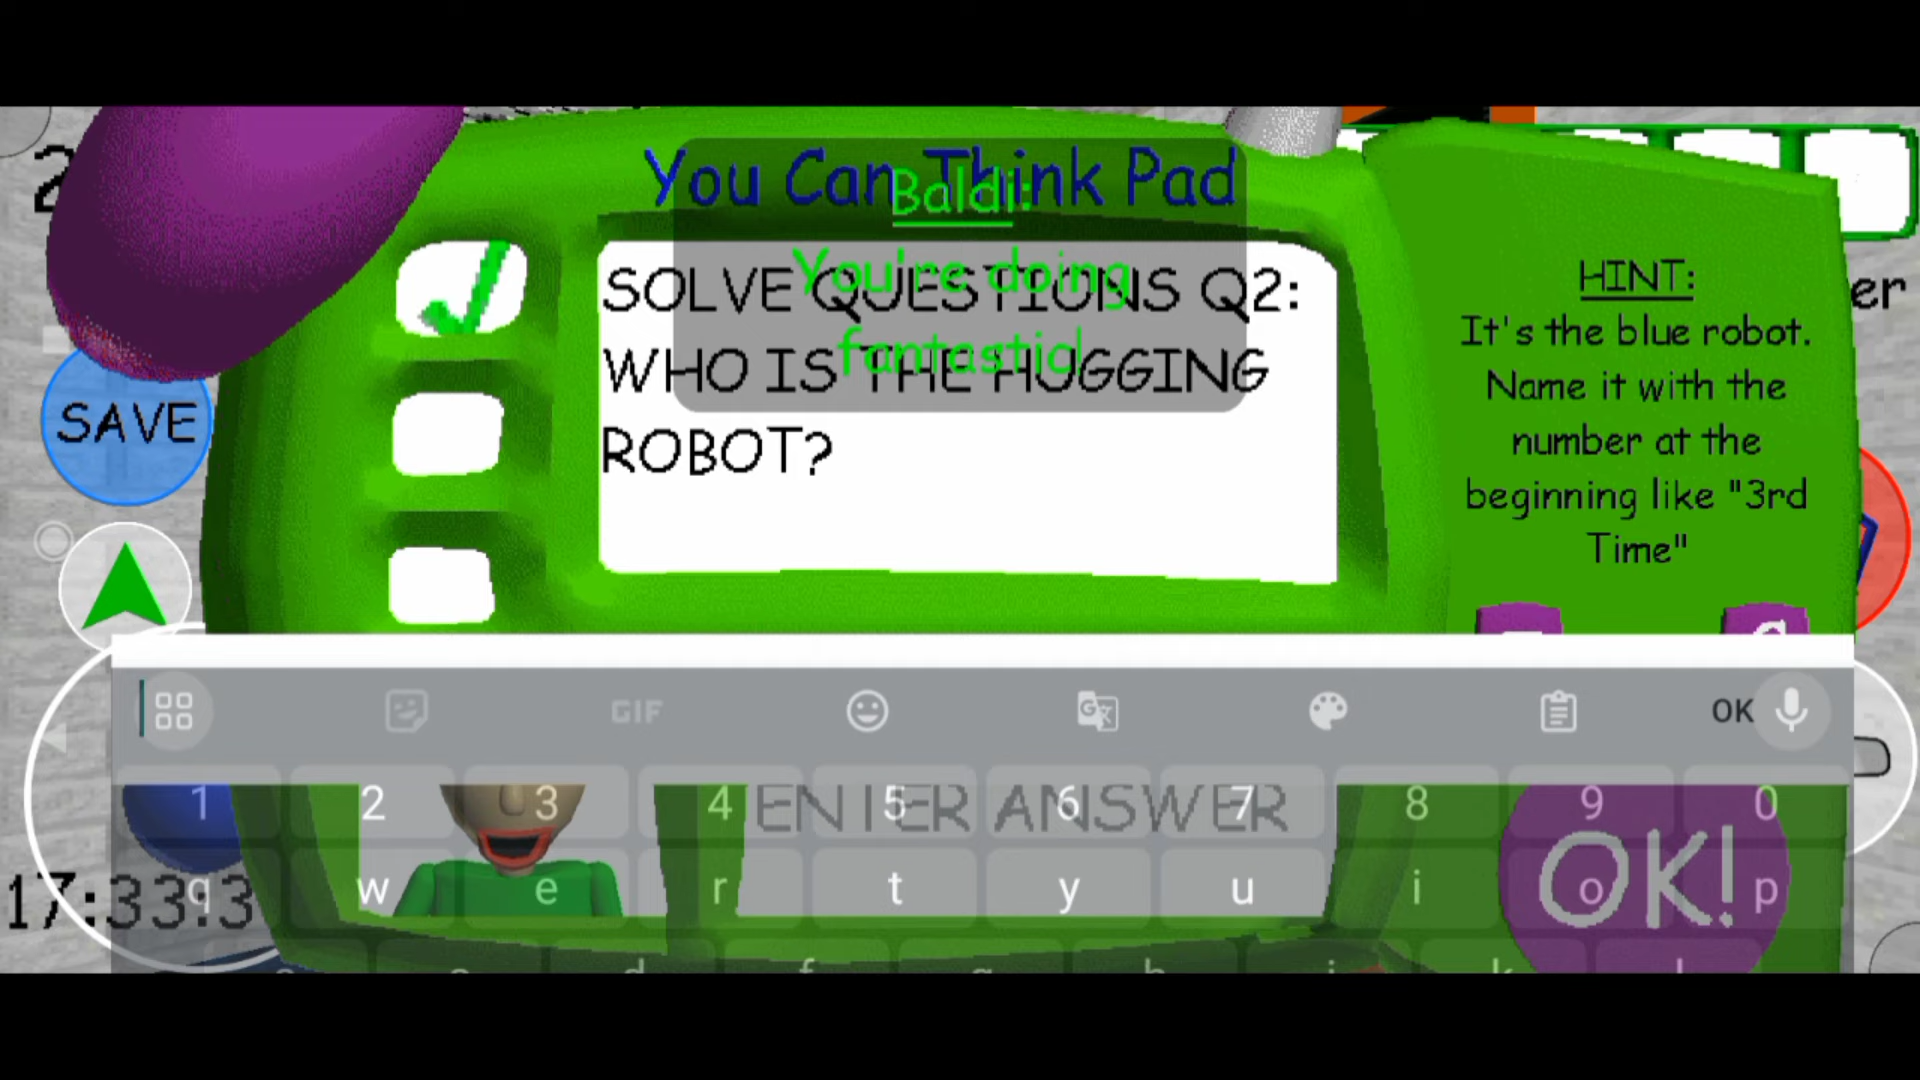 You Can Think Pad
Baldi:
You're doing
fantastic!
SOLVE QUESTIONS Q2:
WHO IS THE HUGGING
ROBOT?
HINT:
It's the blue robot.
Name it with the
number at the
beginning like "3rd
Time"
2
er
SAVE
GIF
OK
1 2 3 4 5 6 7 8 9 0
ENTER ANSWER
OK!
q w e r t y u i o p
17:33:3